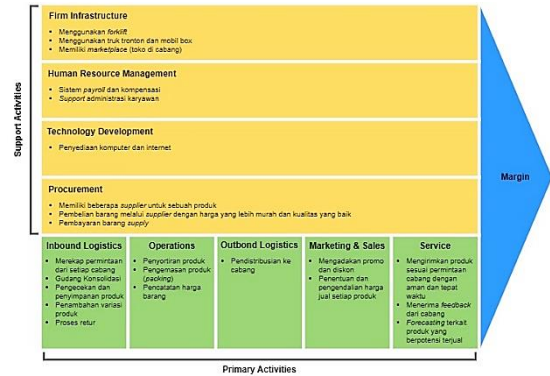 Support Activities
Firm Infrastructure
Menggunakan forklift
Menggunakan truk tronton dan mobil box
Memiliki marketplace (toko di cabang)
Human Resource Management
Sistem payroll dan kompensasi
Support administrasi karyawan
Technology Development
Penyediaan komputer dan internet
Procurement
Memiliki beberapa supplier untuk sebuah produk
Pembelian barang melalui supplier dengan harga yang lebih murah dan kualitas yang baik
Pembayaran barang supply
Inbound Logistics
Merekap permintaan
dari setiap cabang
Gudang Konsolidasi
Pengecekan dan
penyimpanan produk
Penambahan variasi
produk
Proses retur
Operations
Penyortiran produk
Pengemasan produk
(packing)
Pencatatan harga
barang
Outbond Logistics
Pendistribusian ke
cabang
Marketing & Sales
Mengadakan promo
dan diskon
Penentuan dan
pengendalian harga
jual setiap produk
Service
Mengirimkan produk
sesuai permintaan
cabang dengan
aman dan tepat
waktu
Menerima feedback
dari cabang
Forecasting terkait
produk yang
berpotensi terjual
Margin
Primary Activities